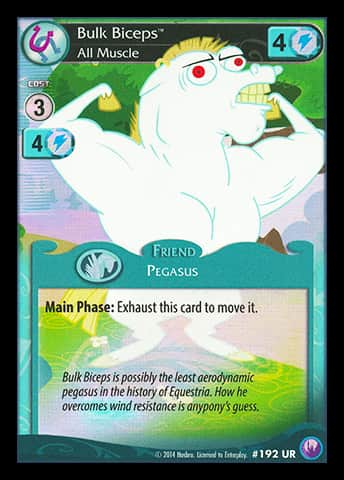 Bulk Biceps™
All Muscle
4
COST:
3
4
FRIEND
PEGASUS
Main Phase: Exhaust this card to move it.
Bulk Biceps is possibly the least aerodynamic
pegasus in the history of Equestria. How he
overcomes wind resistance is anypony's guess.
© 2014 Hasbro. Licensed to Enterplay. #192 UR